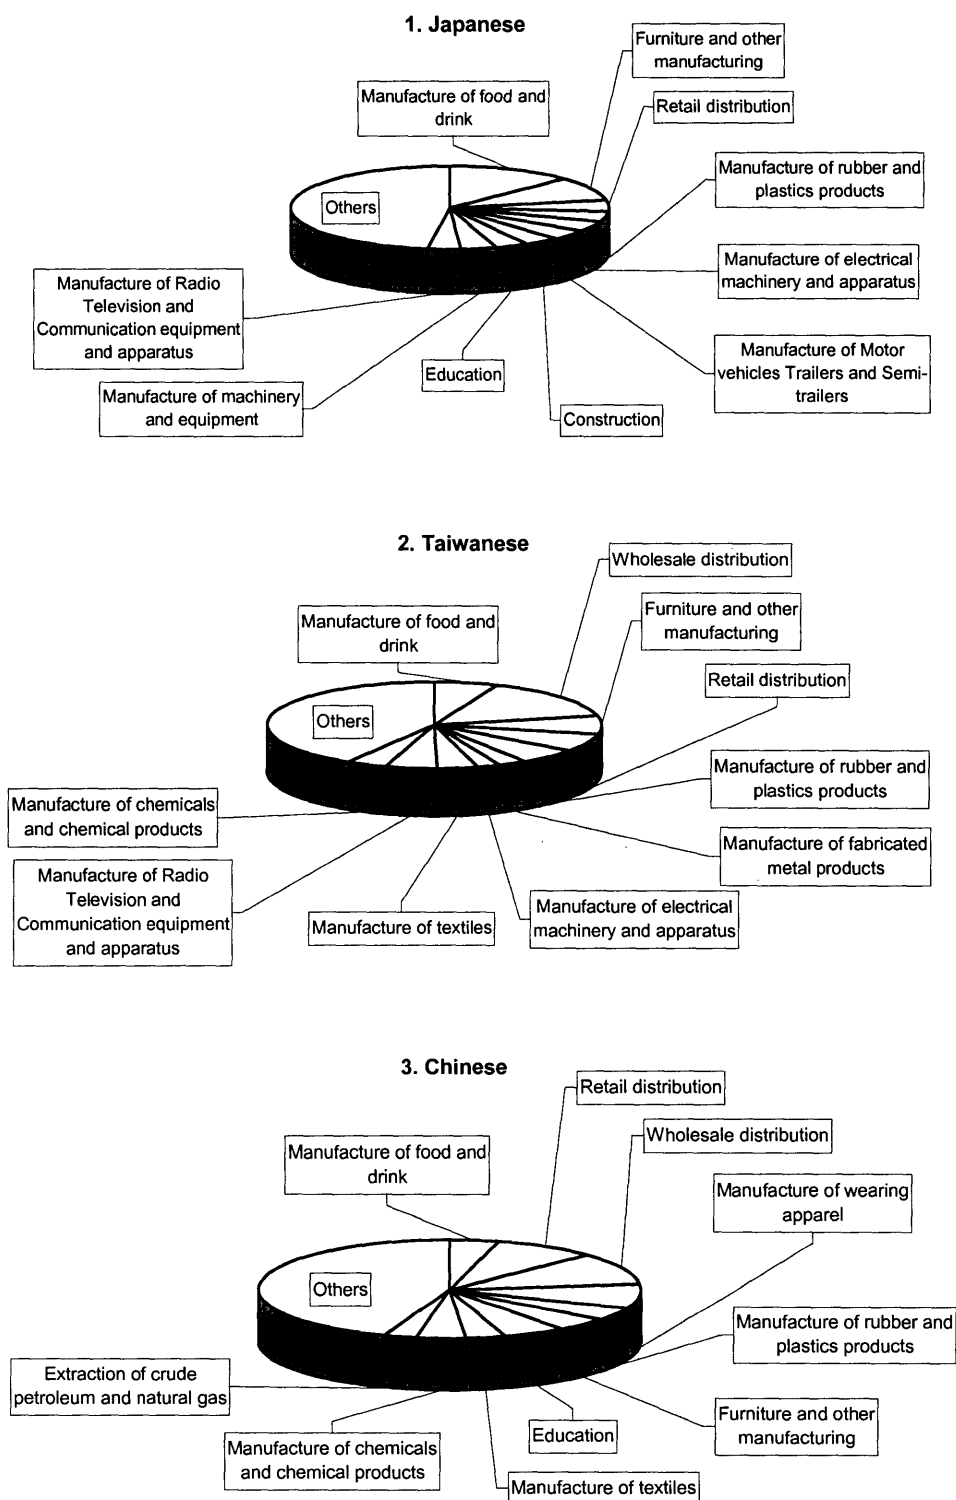 1. Japanese
Furniture and other
manufacturing
Manufacture of food and
drink
Retail distribution
Manufacture of rubber and
plastics products
Others
Manufacture of electrical
machinery and apparatus
Manufacture of Radio
Television and
Communication equipment
and apparatus
Manufacture of Motor
vehicles Trailers and Semi-
trailers
Education
Manufacture of machinery
and equipment
Construction
2. Taiwanese
Wholesale distribution
Manufacture of food and
drink
Furniture and other
manufacturing
Retail distribution
Others
Manufacture of rubber and
plastics products
Manufacture of chemicals
and chemical products
Manufacture of fabricated
metal products
Manufacture of Radio
Television and
Communication equipment
and apparatus
Manufacture of textiles
Manufacture of electrical
machinery and apparatus
3. Chinese
Retail distribution
Wholesale distribution
Manufacture of food and
drink
Manufacture of wearing
apparel
Others
Manufacture of rubber and
plastics products
Extraction of crude
petroleum and natural gas
Furniture and other
manufacturing
Education
Manufacture of chemicals
and chemical products
Manufacture of textiles